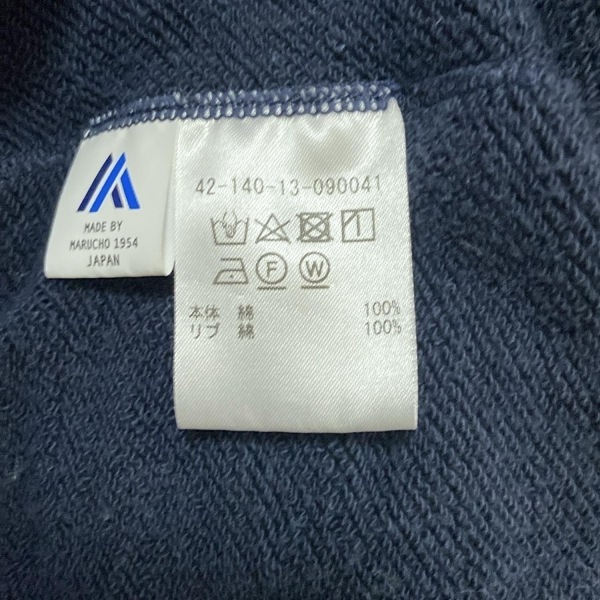 MADE BY
MARUCHO 1954
JAPAN
42-140-13-090041
F W
本体 綿 100%
リブ 綿 100%